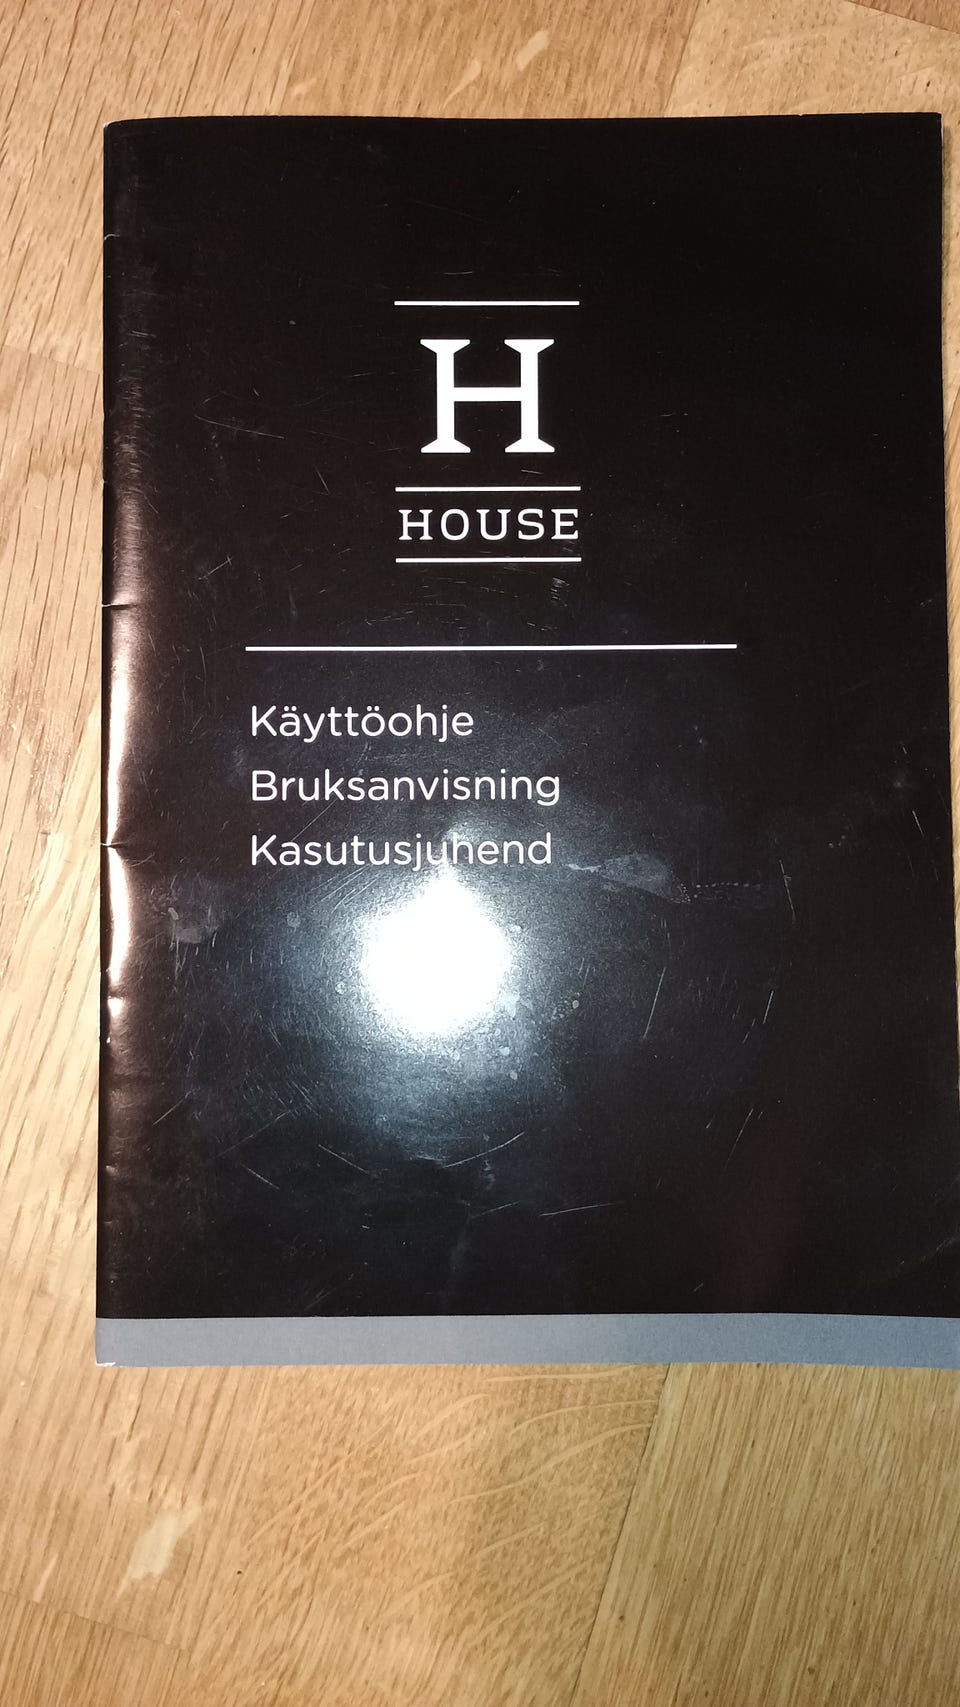 H
HOUSE
Käyttöohje
Bruksanvisning
Kasutusjuhend